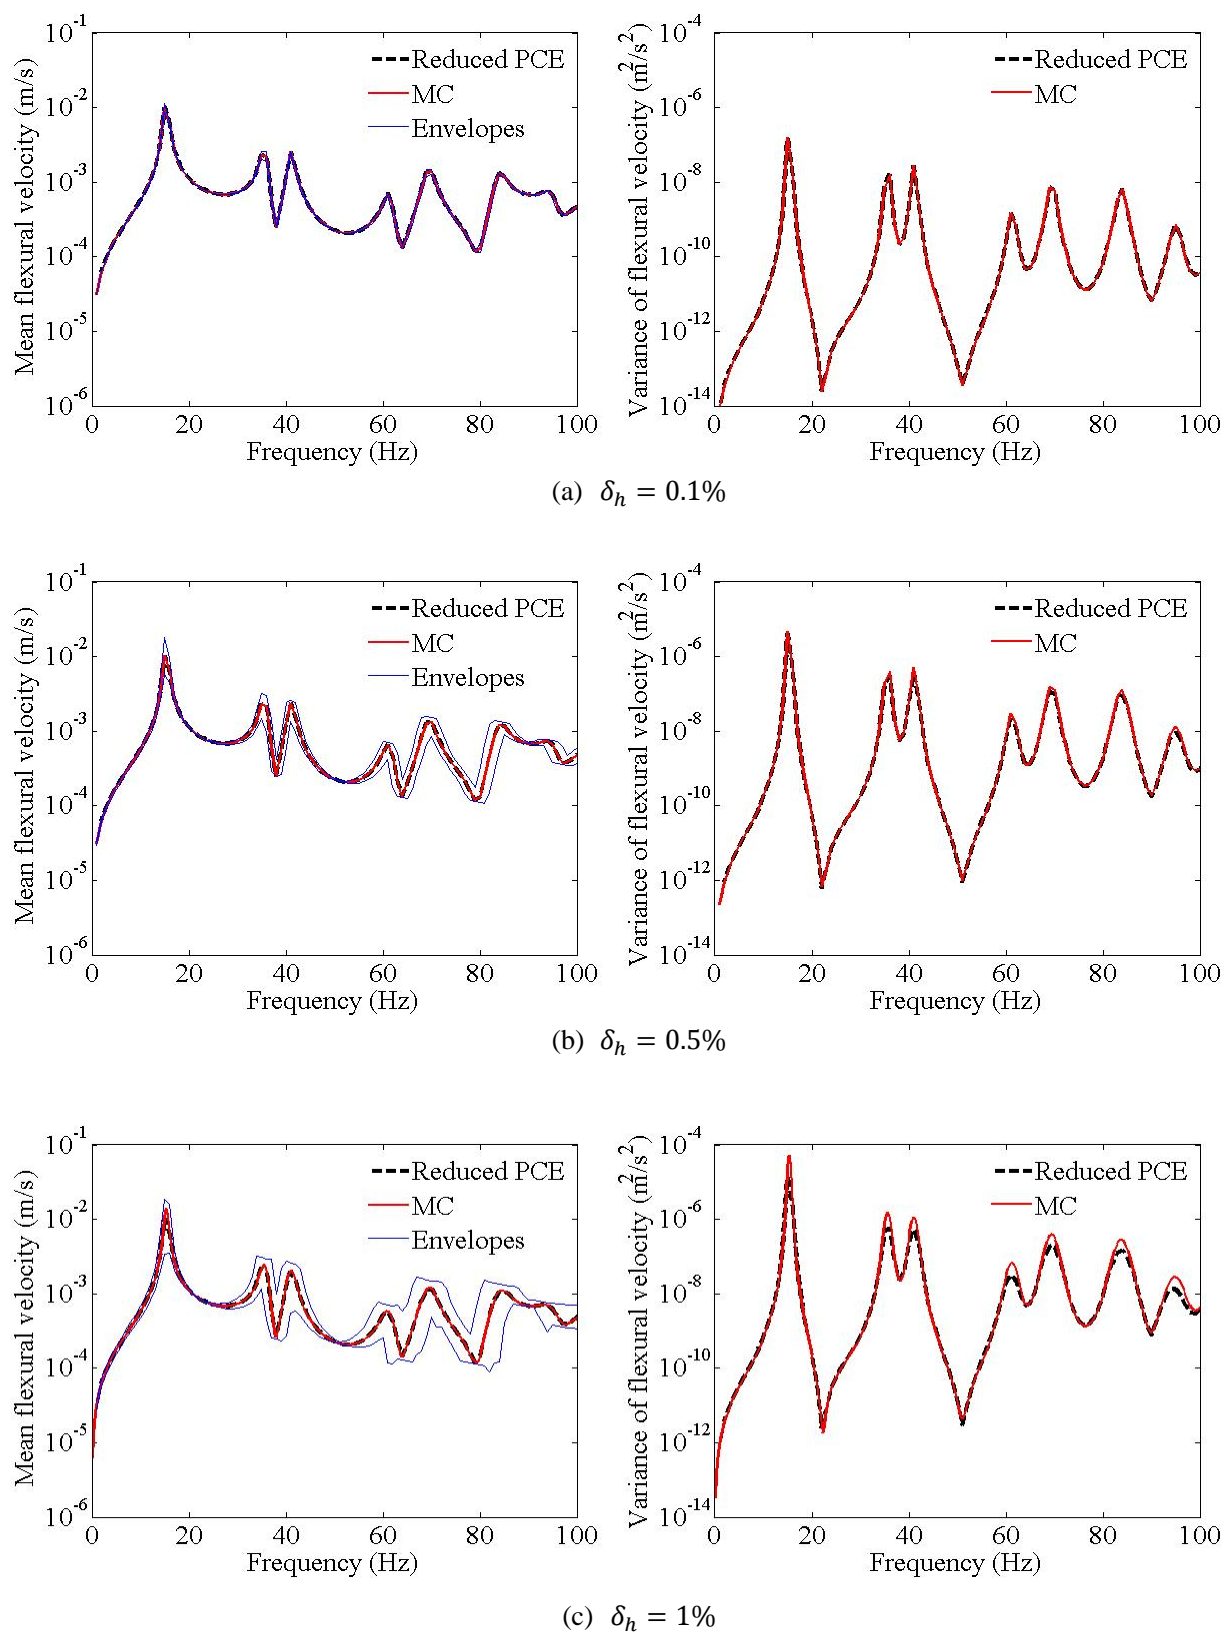 Mean flexural velocity (m/s)
10^-1
10^-2
10^-3
10^-4
10^-5
10^-6
Reduced PCE
MC
Envelopes
0 20 40 60 80 100
Frequency (Hz)
Variance of flexural velocity (m^2/s^2)
10^-4
10^-6
10^-8
10^-10
10^-12
10^-14
Reduced PCE
MC
0 20 40 60 80 100
Frequency (Hz)
(a) δ_h = 0.1%
Mean flexural velocity (m/s)
10^-1
10^-2
10^-3
10^-4
10^-5
10^-6
Reduced PCE
MC
Envelopes
0 20 40 60 80 100
Frequency (Hz)
Variance of flexural velocity (m^2/s^2)
10^-4
10^-6
10^-8
10^-10
10^-12
10^-14
Reduced PCE
MC
0 20 40 60 80 100
Frequency (Hz)
(b) δ_h = 0.5%
Mean flexural velocity (m/s)
10^-1
10^-2
10^-3
10^-4
10^-5
10^-6
Reduced PCE
MC
Envelopes
0 20 40 60 80 100
Frequency (Hz)
Variance of flexural velocity (m^2/s^2)
10^-4
10^-6
10^-8
10^-10
10^-12
10^-14
Reduced PCE
MC
0 20 40 60 80 100
Frequency (Hz)
(c) δ_h = 1%